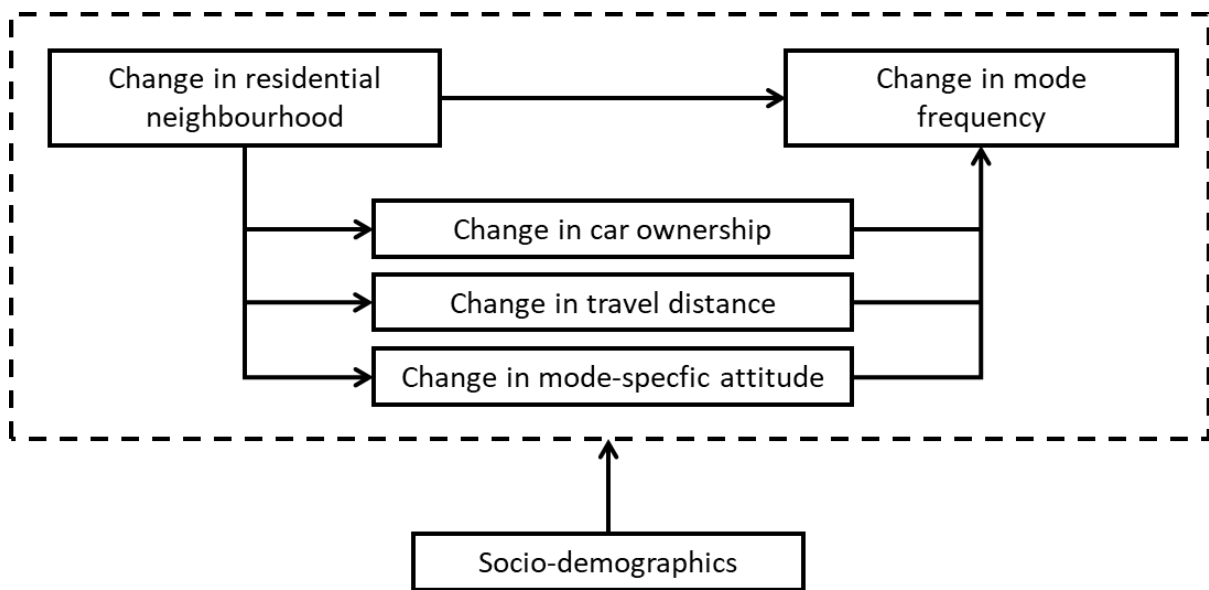 Change in residential
neighbourhood
Change in mode
frequency
Change in car ownership
Change in travel distance
Change in mode-specfic attitude
Socio-demographics